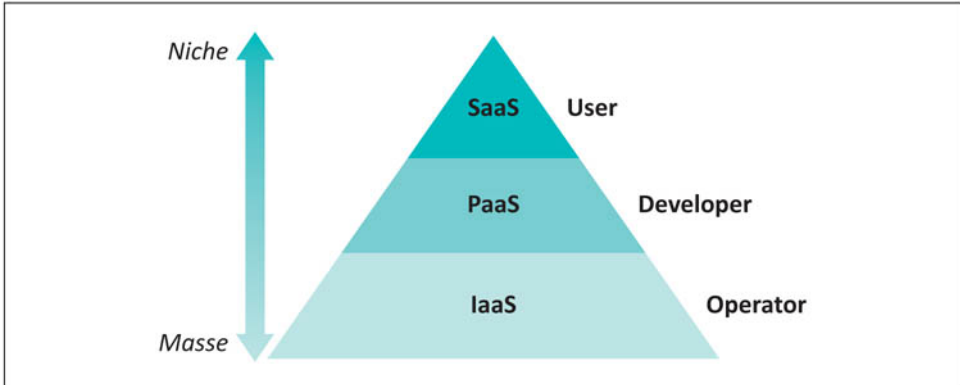 Niche
SaaS User
PaaS Developer
IaaS Operator
Masse